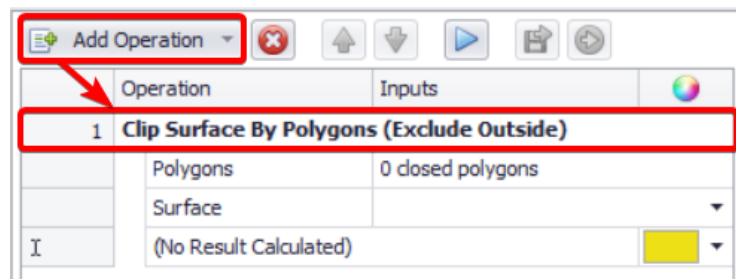 Add Operation
Operation Inputs
1 Clip Surface By Polygons (Exclude Outside)
Polygons 0 closed polygons
Surface
I (No Result Calculated)